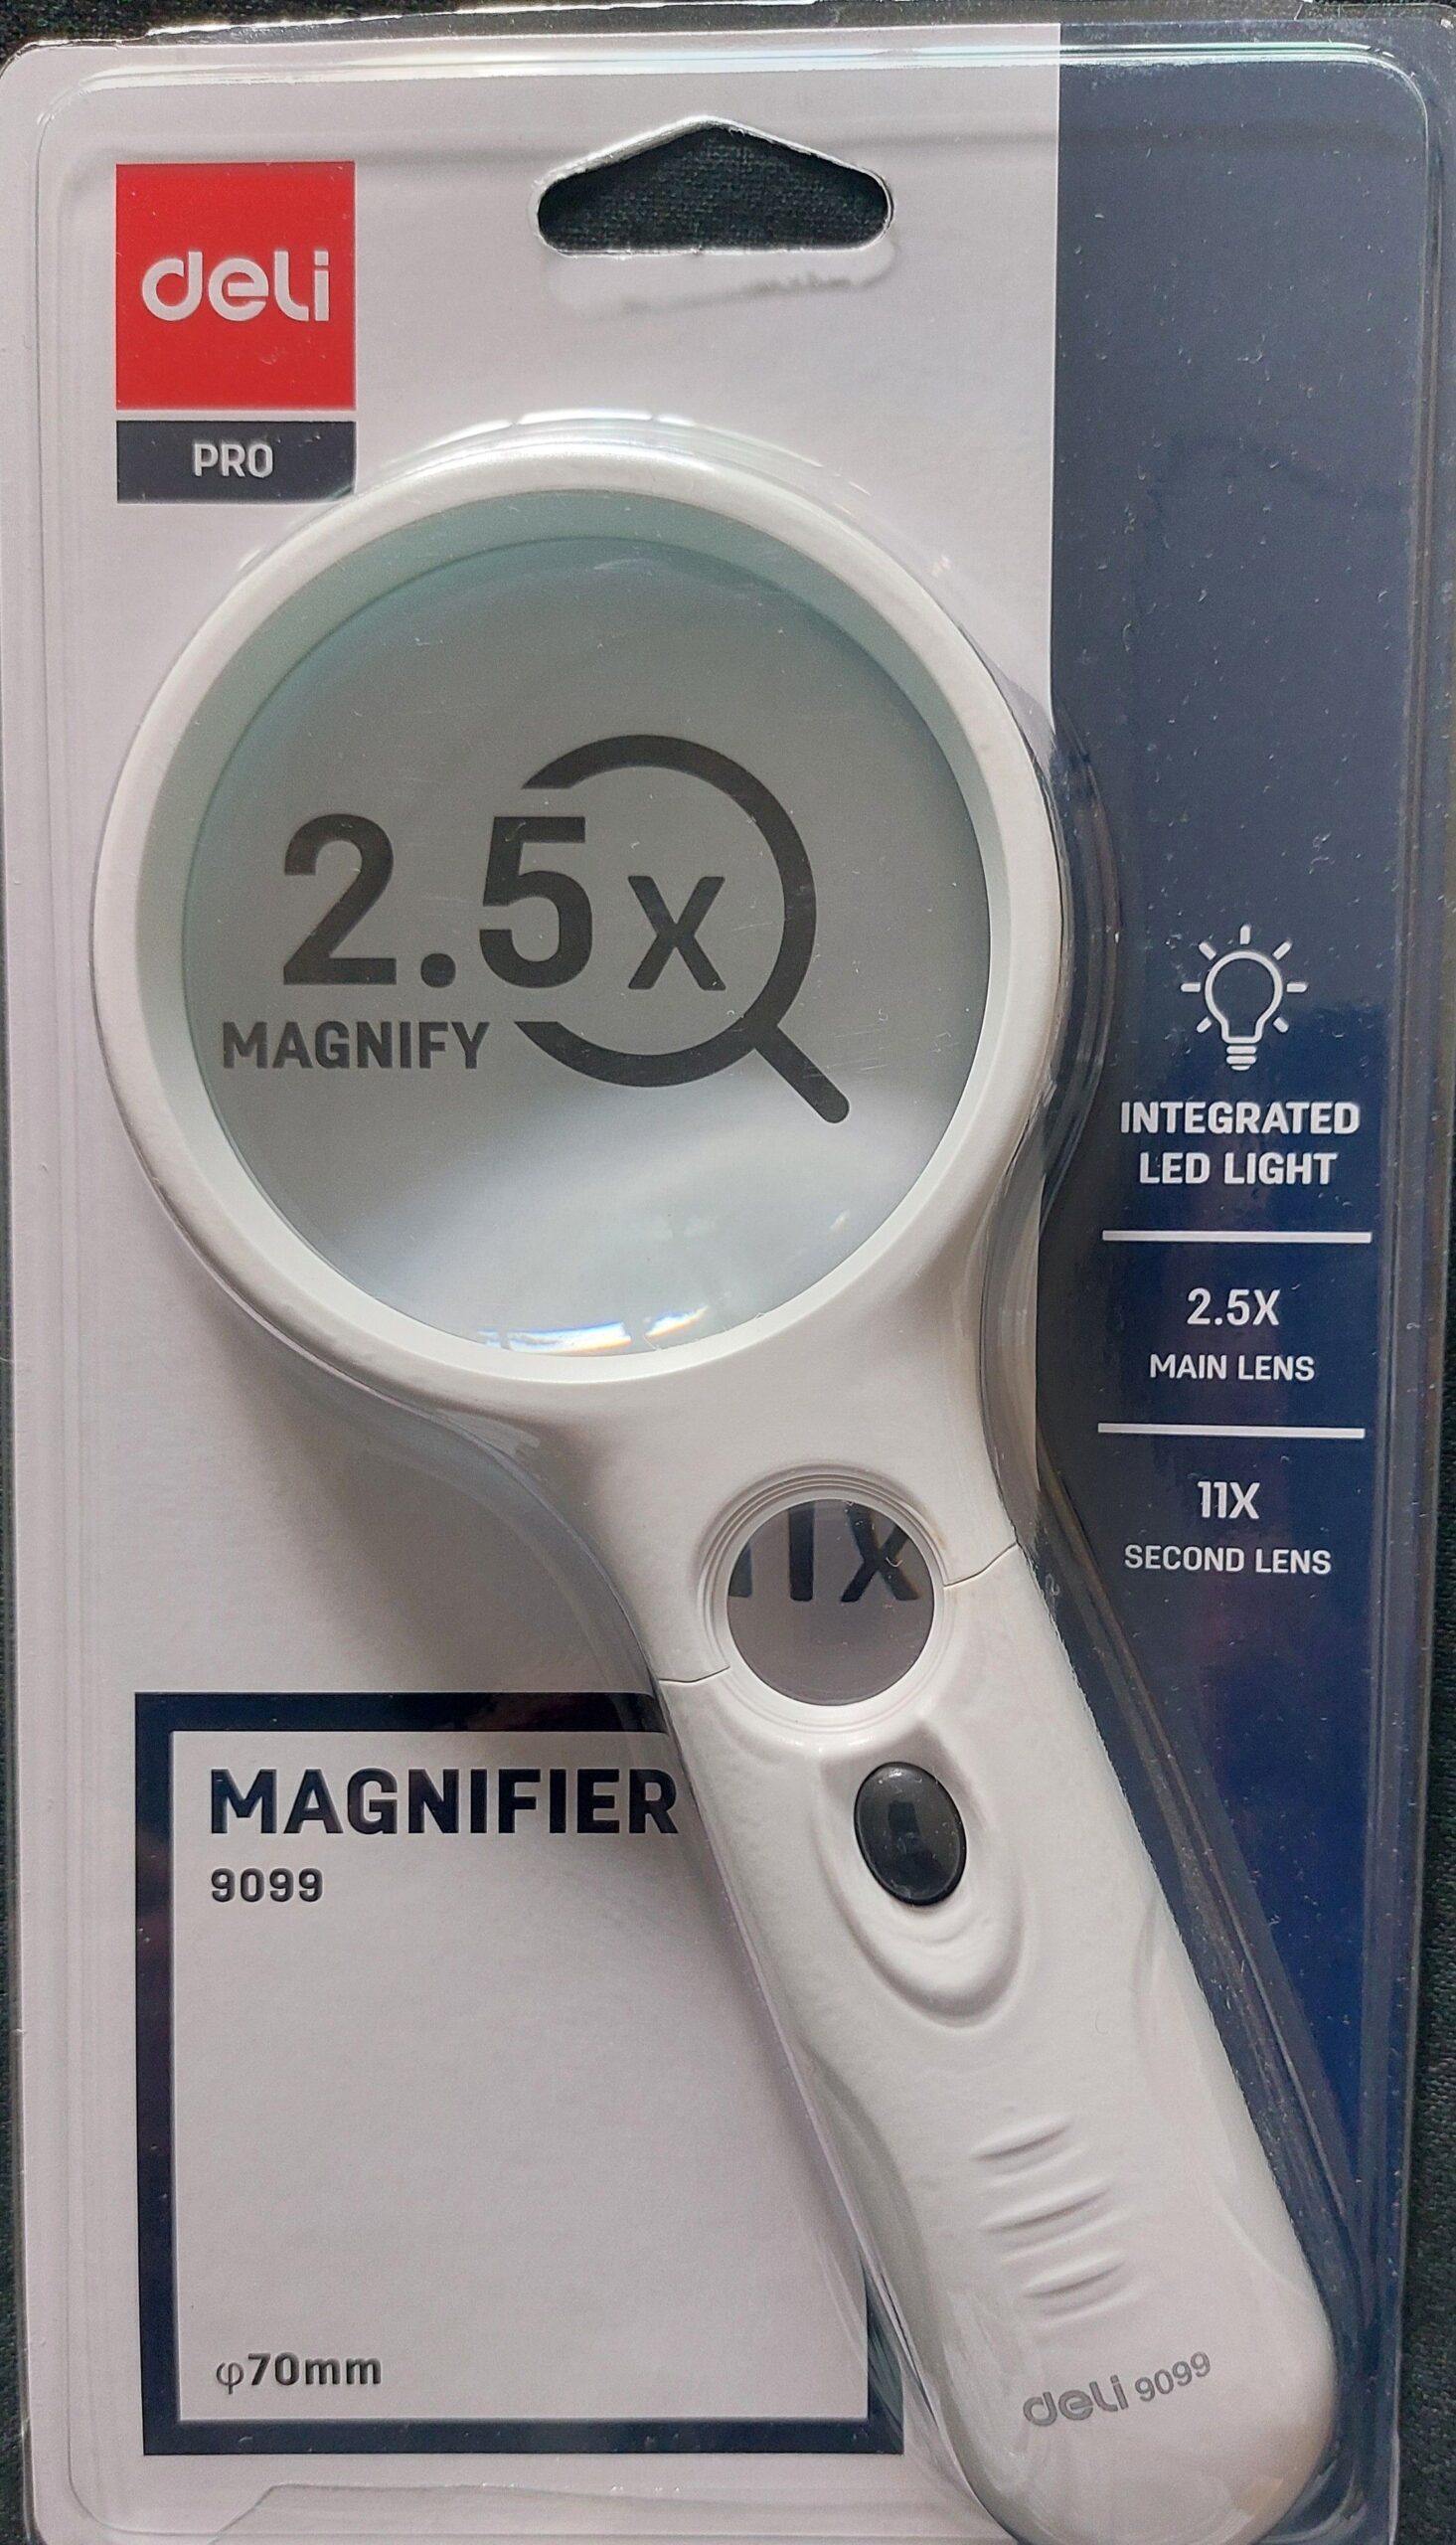 deli
PRO
2.5x
MAGNIFY
INTEGRATED
LED LIGHT
2.5X
MAIN LENS
11X
SECOND LENS
11X
MAGNIFIER
9099
φ70mm
deli 9099